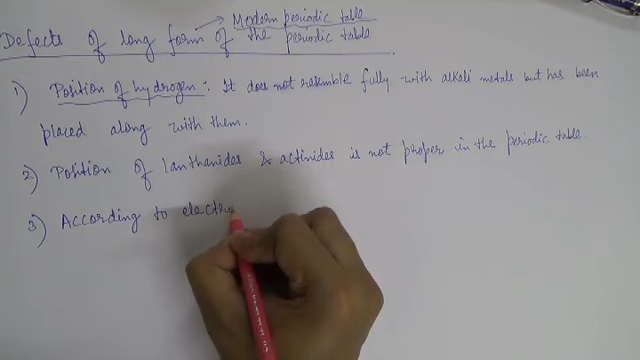 Modern periodic table
Defects of long form of the periodic table
1) Position of hydrogen:- It does not resemble fully with alkali metals but has been
placed along with them.
2) Position of lanthanides & actinides is not proper in the periodic table.
3) According to electro